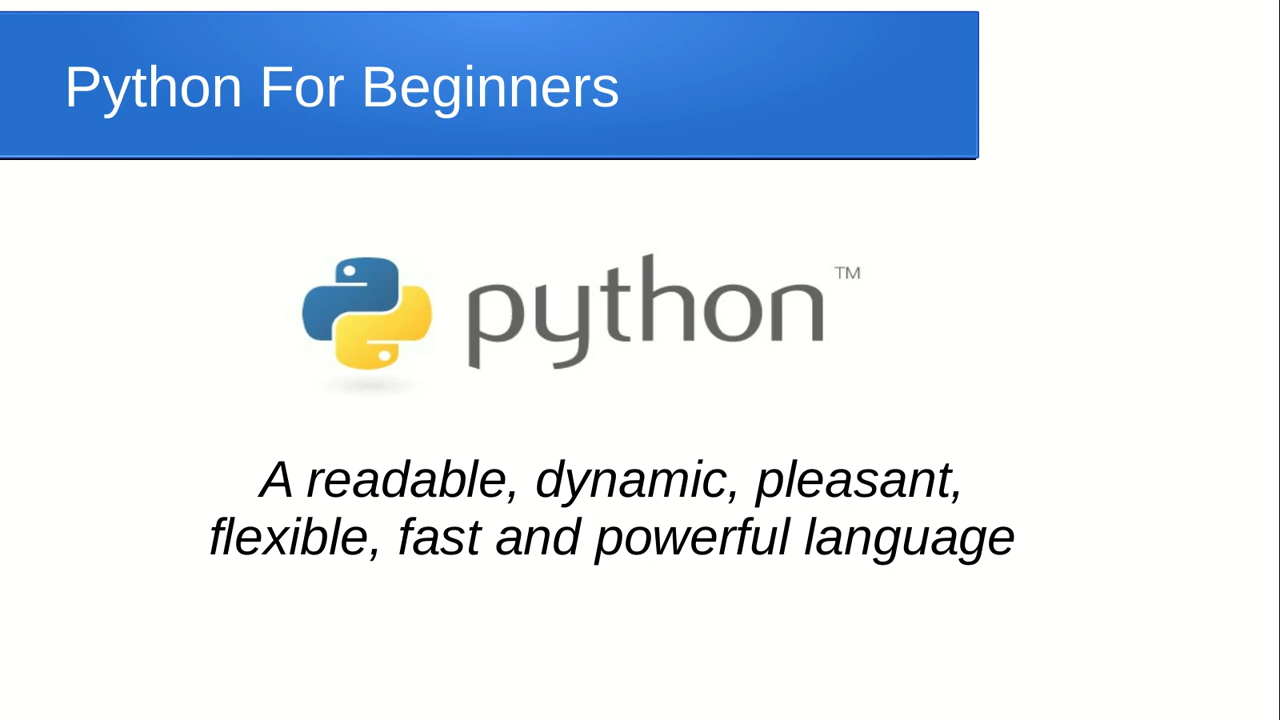 Python For Beginners
python™
A readable, dynamic, pleasant,
flexible, fast and powerful language